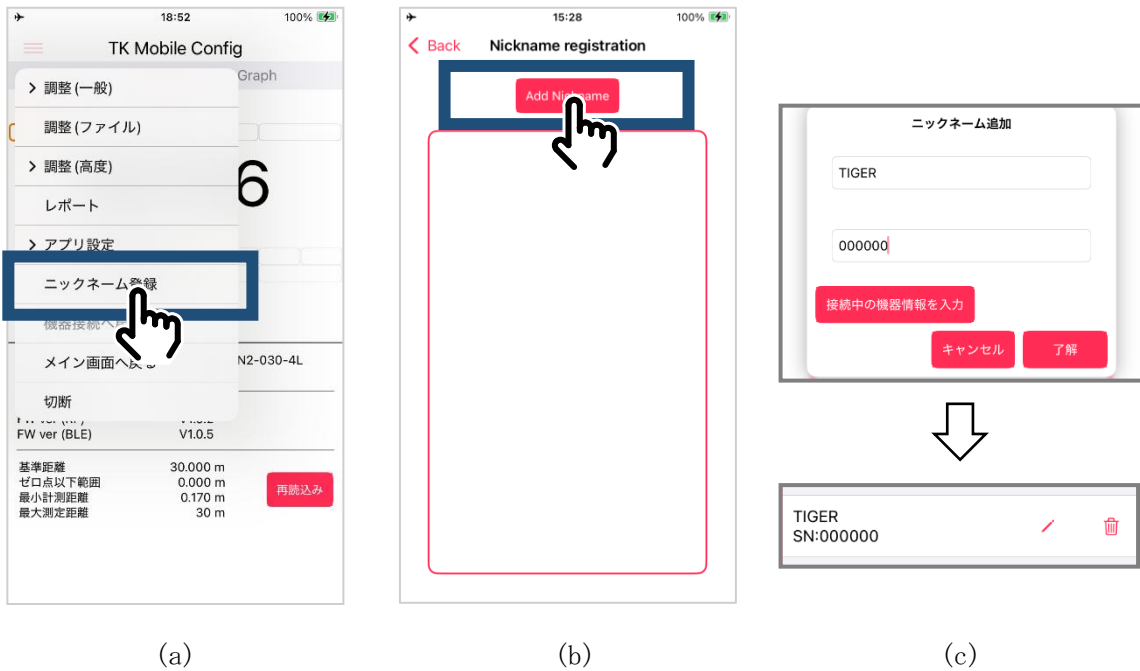 18:52
100%
TK Mobile Config
Graph
調整(一般)
調整(ファイル)
調整(高度)
6
レポート
アプリ設定
ニックネーム登録
機器接続へ
メイン画面へ戻る
N2-030-4L
切断
FW ver (BLE) V1.0.5
基準距離 30.000 m
ゼロ点以下範囲 0.000 m
最小計測距離 0.170 m
最大測定距離 30 m
再読込み
(a)
15:28
100%
Back
Nickname registration
Add Nickname
(b)
ニックネーム追加
TIGER
000000
接続中の機器情報を入力
キャンセル
了解
TIGER
SN:000000
(c)